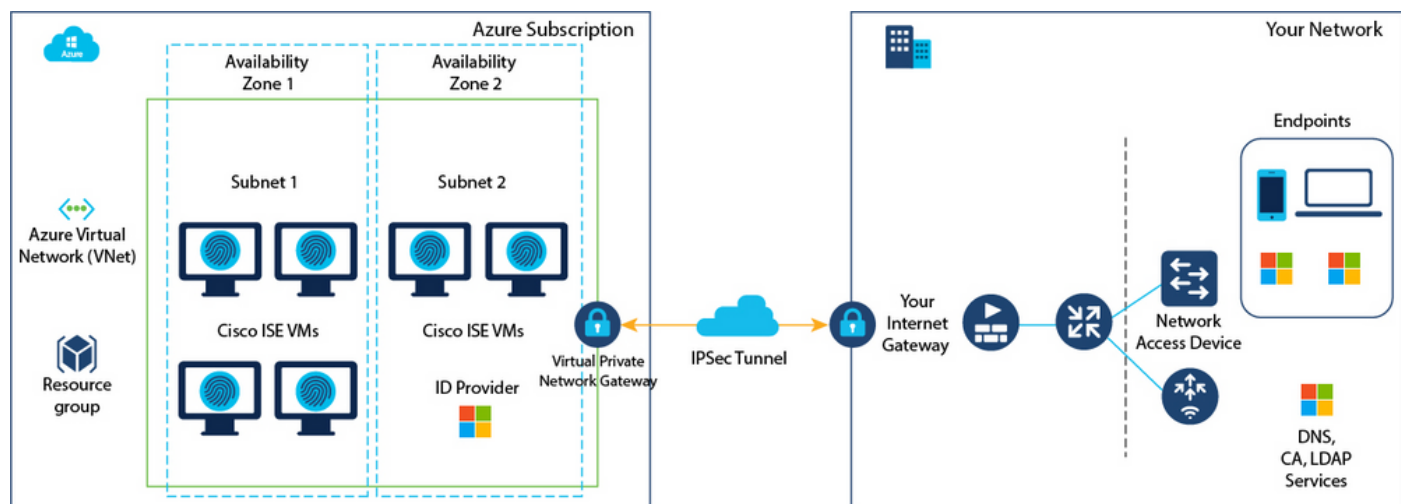 Azure Subscription
Azure
Availability
Zone 1
Availability
Zone 2
Subnet 1
Subnet 2
Azure Virtual
Network (VNet)
Cisco ISE VMs
Cisco ISE VMs
Resource
group
ID Provider
Virtual Private
Network Gateway
IPSec Tunnel
Your Network
Your
Internet
Gateway
Endpoints
Network
Access Device
DNS,
CA, LDAP
Services